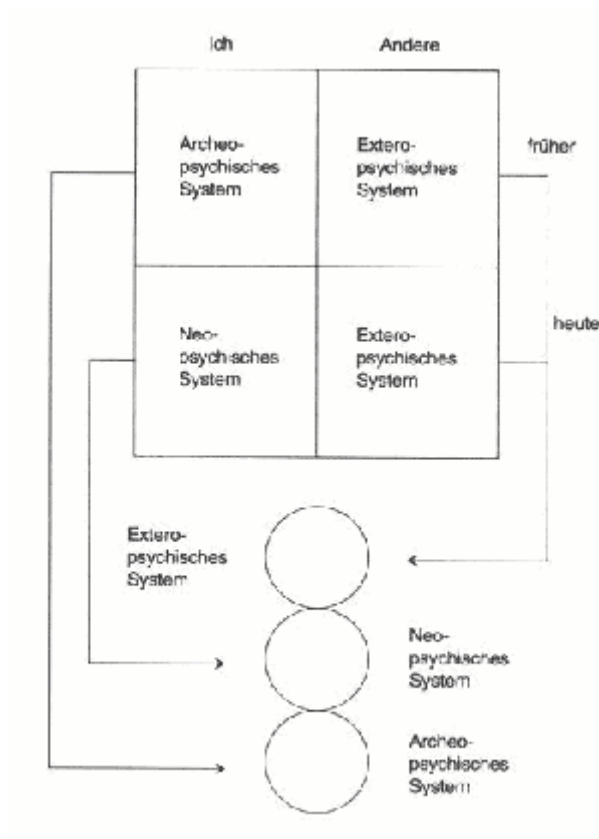 Ich Andere
Archeo-
psychisches
System
Extero-
psychisches
System
früher
Neo-
psychisches
System
Extero-
psychisches
System
heute
Extero-
psychisches
System
Neo-
psychisches
System
Archeo-
psychisches
System